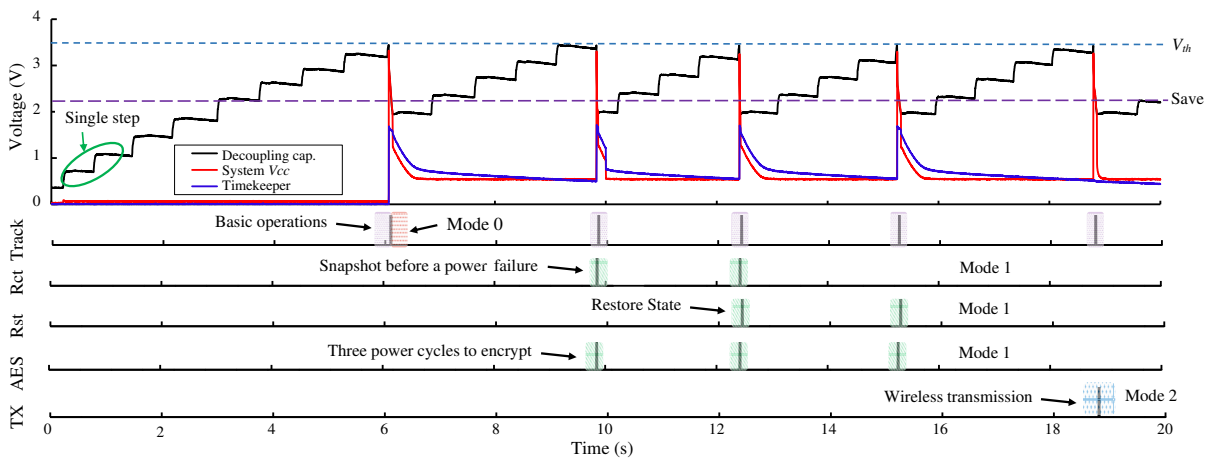 4
3
2
1
0
Voltage (V)
V_th
Save
Single step
Decoupling cap.
System Vcc
Timekeeper
Track
Basic operations
Mode 0
Rct
Snapshot before a power failure
Mode 1
Rst
Restore State
Mode 1
AES
Three power cycles to encrypt
Mode 1
TX
Wireless transmission
Mode 2
0 2 4 6 8 10 12 14 16 18 20
Time (s)